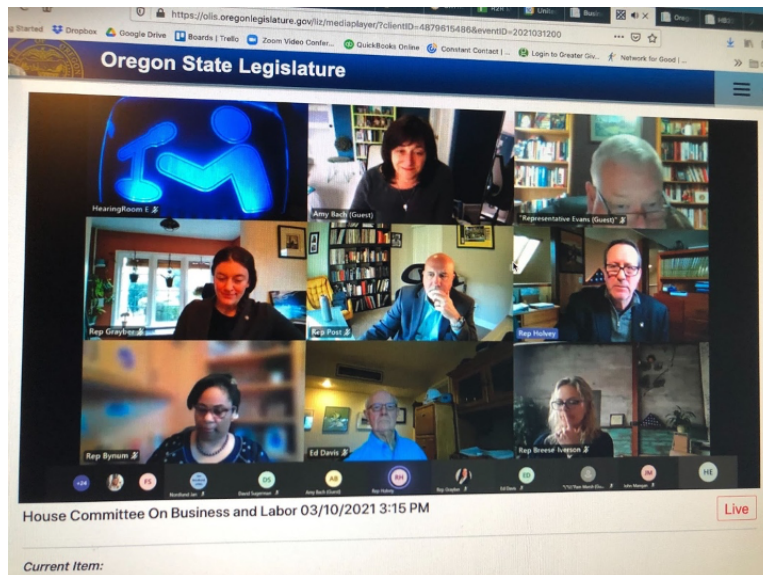 https://olis.oregonlegislature.gov/liz/mediaplayer/?clientID=4879615486&eventID=2021031200
Started
Dropbox
Google Drive
Boards | Trello
Zoom Video Confer...
QuickBooks Online
Constant Contact | ...
Login to Greater Giv...
Network for Good | ...
Oregon State Legislature
HearingRoom E
Amy Bach (Guest)
"Representative Evans (Guest)"
Rep Grayber
Rep Post
Rep Holvey
Rep Bynum
Ed Davis
Rep Breese Iverson
+24
FS
DS
AB
RH
ED
JM
HE
Amy Bach (Guest)
Rep Holvey
Rep Grayber
Ed Davis
House Committee On Business and Labor 03/10/2021 3:15 PM
Live
Current Item: